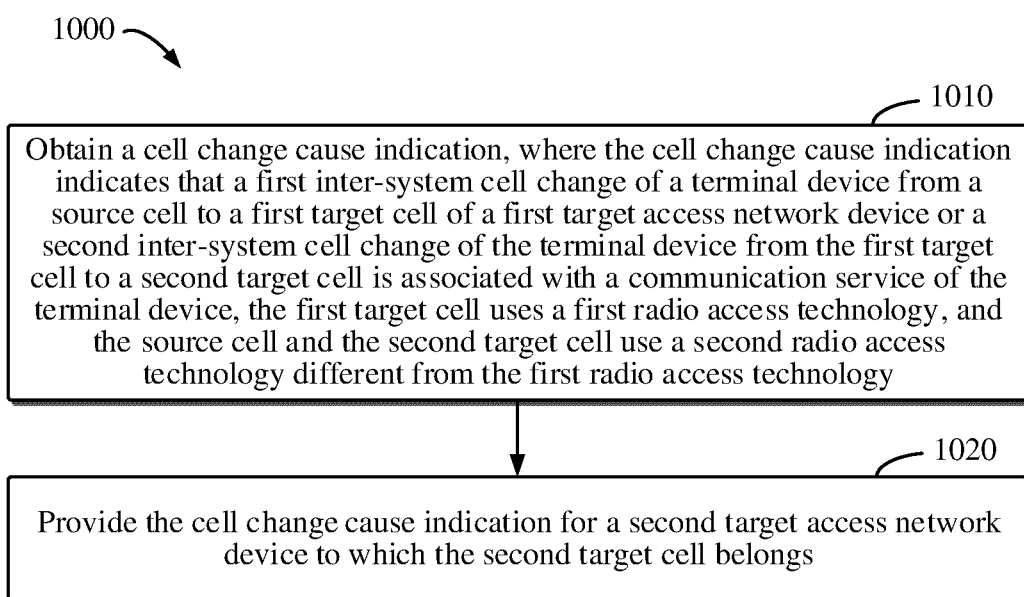 1000
1010
Obtain a cell change cause indication, where the cell change cause indication
indicates that a first inter-system cell change of a terminal device from a
source cell to a first target cell of a first target access network device or a
second inter-system cell change of the terminal device from the first target
cell to a second target cell is associated with a communication service of the
terminal device, the first target cell uses a first radio access technology, and
the source cell and the second target cell use a second radio access
technology different from the first radio access technology
1020
Provide the cell change cause indication for a second target access network
device to which the second target cell belongs